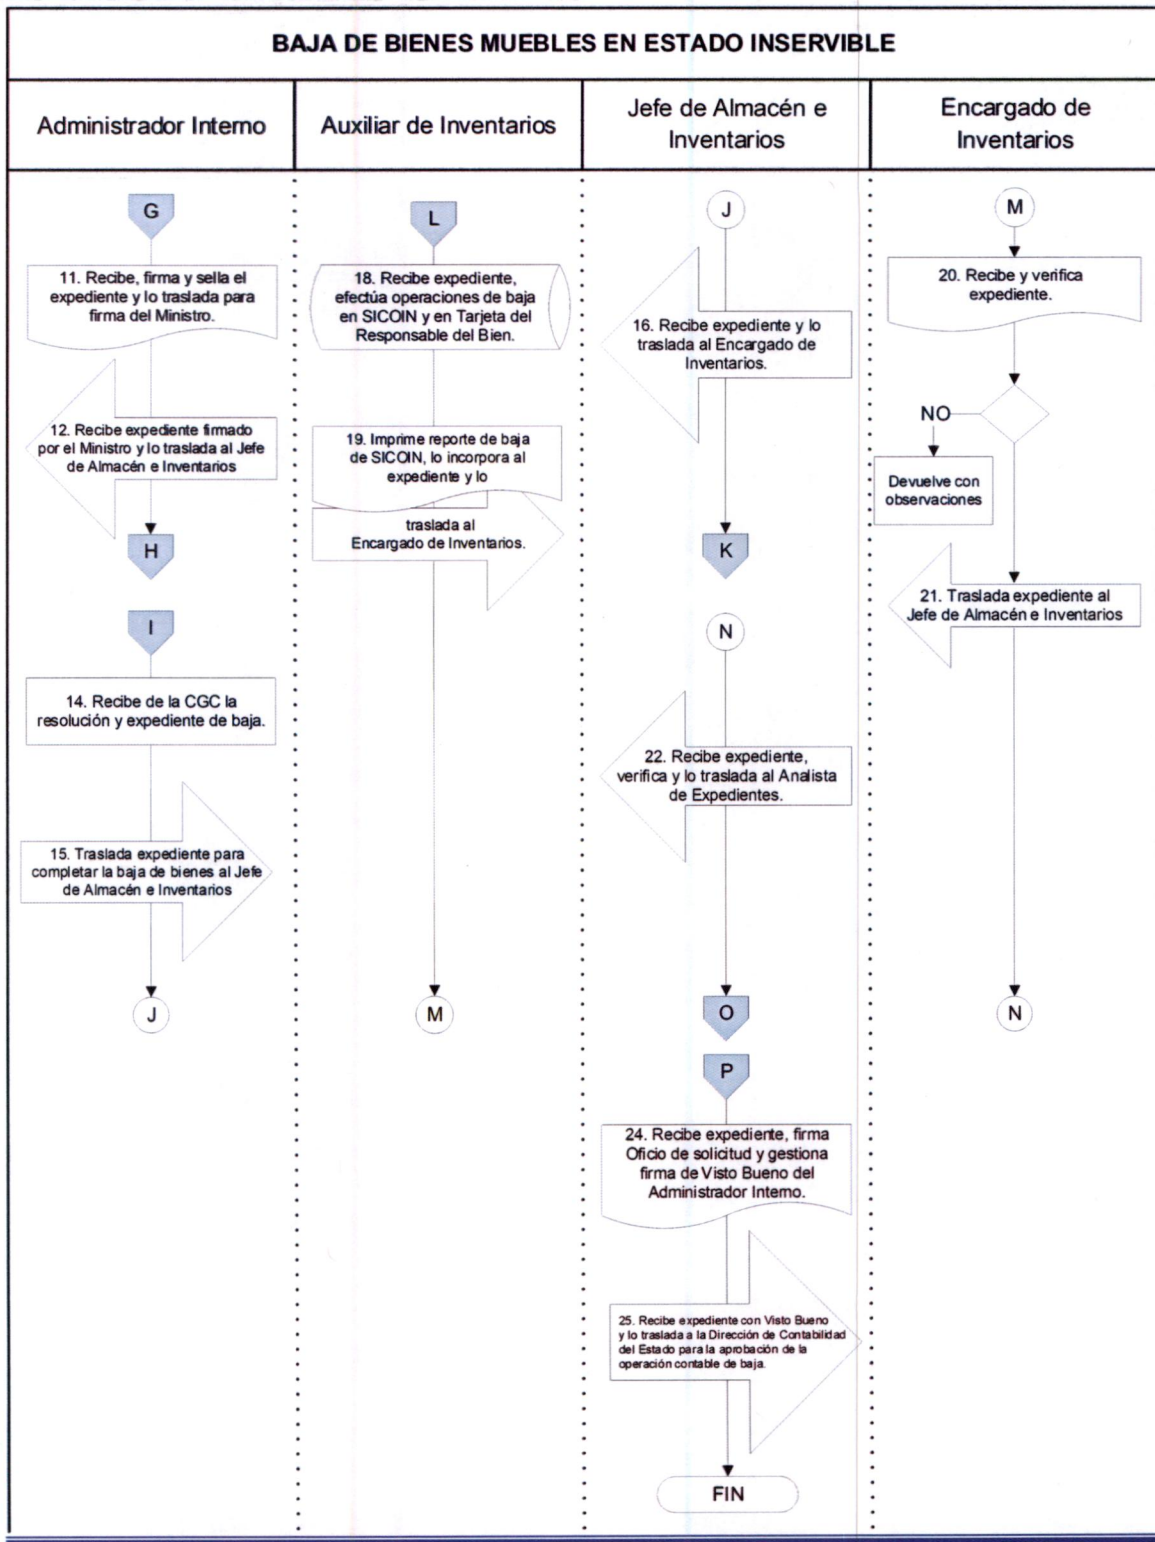 BAJA DE BIENES MUEBLES EN ESTADO INSERVIBLE
Administrador Interno
Auxiliar de Inventarios
Jefe de Almacén e
Inventarios
Encargado de
Inventarios
G
11. Recibe, firma y sella el
expediente y lo traslada para
firma del Ministro.
12. Recibe expediente firmado
por el Ministro y lo traslada al Jefe
de Almacén e Inventarios
H
I
14. Recibe de la CGC la
resolución y expediente de baja.
15. Traslada expediente para
completar la baja de bienes al Jefe
de Almacén e Inventarios
J
L
18. Recibe expediente,
efectúa operaciones de baja
en SICOIN y en Tarjeta del
Responsable del Bien.
19. Imprime reporte de baja
de SICOIN, lo incorpora al
expediente y lo
traslada al
Encargado de Inventarios.
M
J
16. Recibe expediente y lo
traslada al Encargado de
Inventarios.
K
N
22. Recibe expediente,
verifica y lo traslada al Analista
de Expedientes.
O
P
24. Recibe expediente, firma
Oficio de solicitud y gestiona
firma de Visto Bueno del
Administrador Interno.
25. Recibe expediente con Visto Bueno
y lo traslada a la Dirección de Contabilidad
del Estado para la aprobación de la
operación contable de baja.
FIN
M
20. Recibe y verifica
expediente.
NO
Devuelve con
observaciones
21. Traslada expediente al
Jefe de Almacén e Inventarios
N